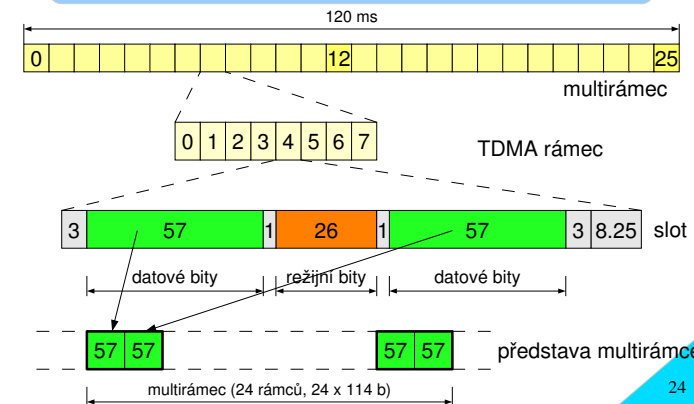 120 ms
0 12 25
multirámec
0 1 2 3 4 5 6 7
TDMA rámec
3 57 1 26 1 57 3 8.25 slot
datové bity režijní bity datové bity
57 57 57 57 představa multirámce
multirámec (24 rámců, 24 x 114 b)
24